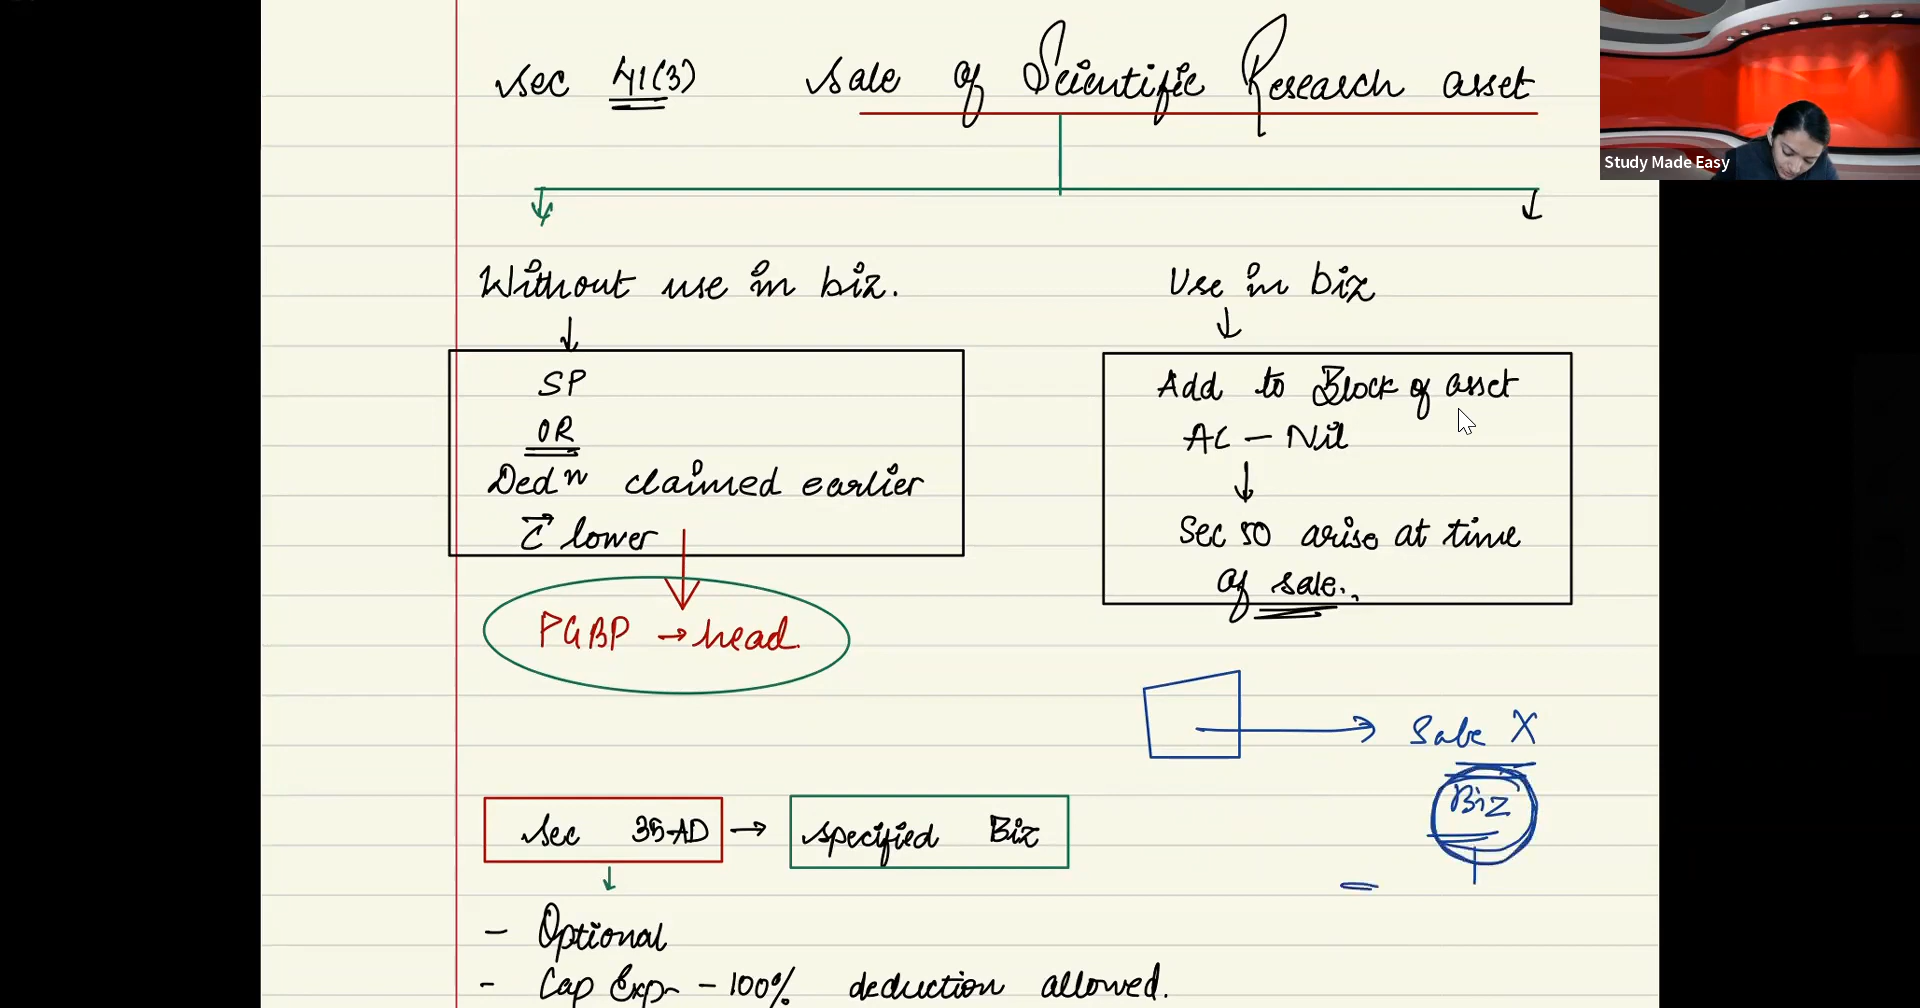 Sec 41(3) Sale of Scientific Research asset
Study Made Easy
Without use in biz.
Use in biz
SP
OR
Dedn claimed earlier
lower
PGBP → head.
Add to Block of asset
AC – Nil
Sec 50 arise at time
of sale.
Sale X
Biz
Sec 35-AD → specified Biz
- Optional
- Cap Exp - 100% deduction allowed.